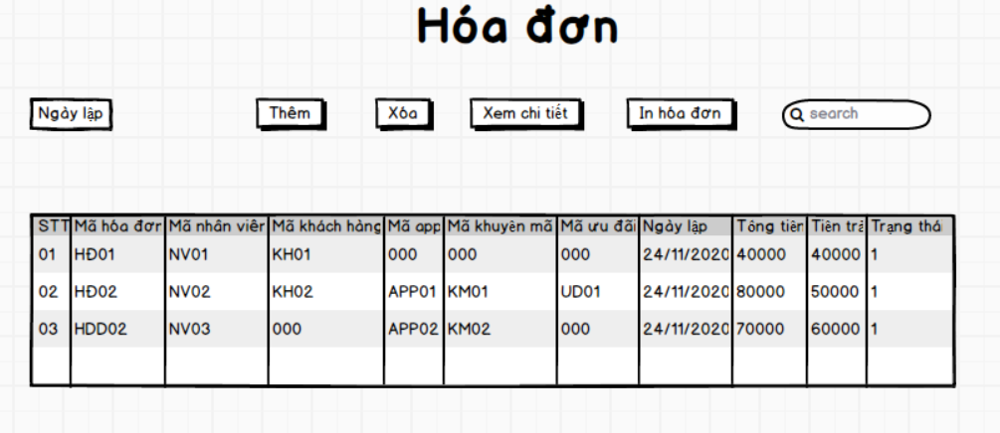 Hóa đơn
Ngày lập Thêm Xóa Xem chi tiết In hóa đơn search
STT Mã hóa đơn Mã nhân viên Mã khách hàng Mã app Mã khuyên mã Mã ưu đãi Ngày lập Tông tiền Tiên trả Trạng thá
01 HĐ01 NV01 KH01 000 000 000 24/11/2020 40000 40000 1
02 HĐ02 NV02 KH02 APP01 KM01 UD01 24/11/2020 80000 50000 1
03 HDD02 NV03 000 APP02 KM02 000 24/11/2020 70000 60000 1